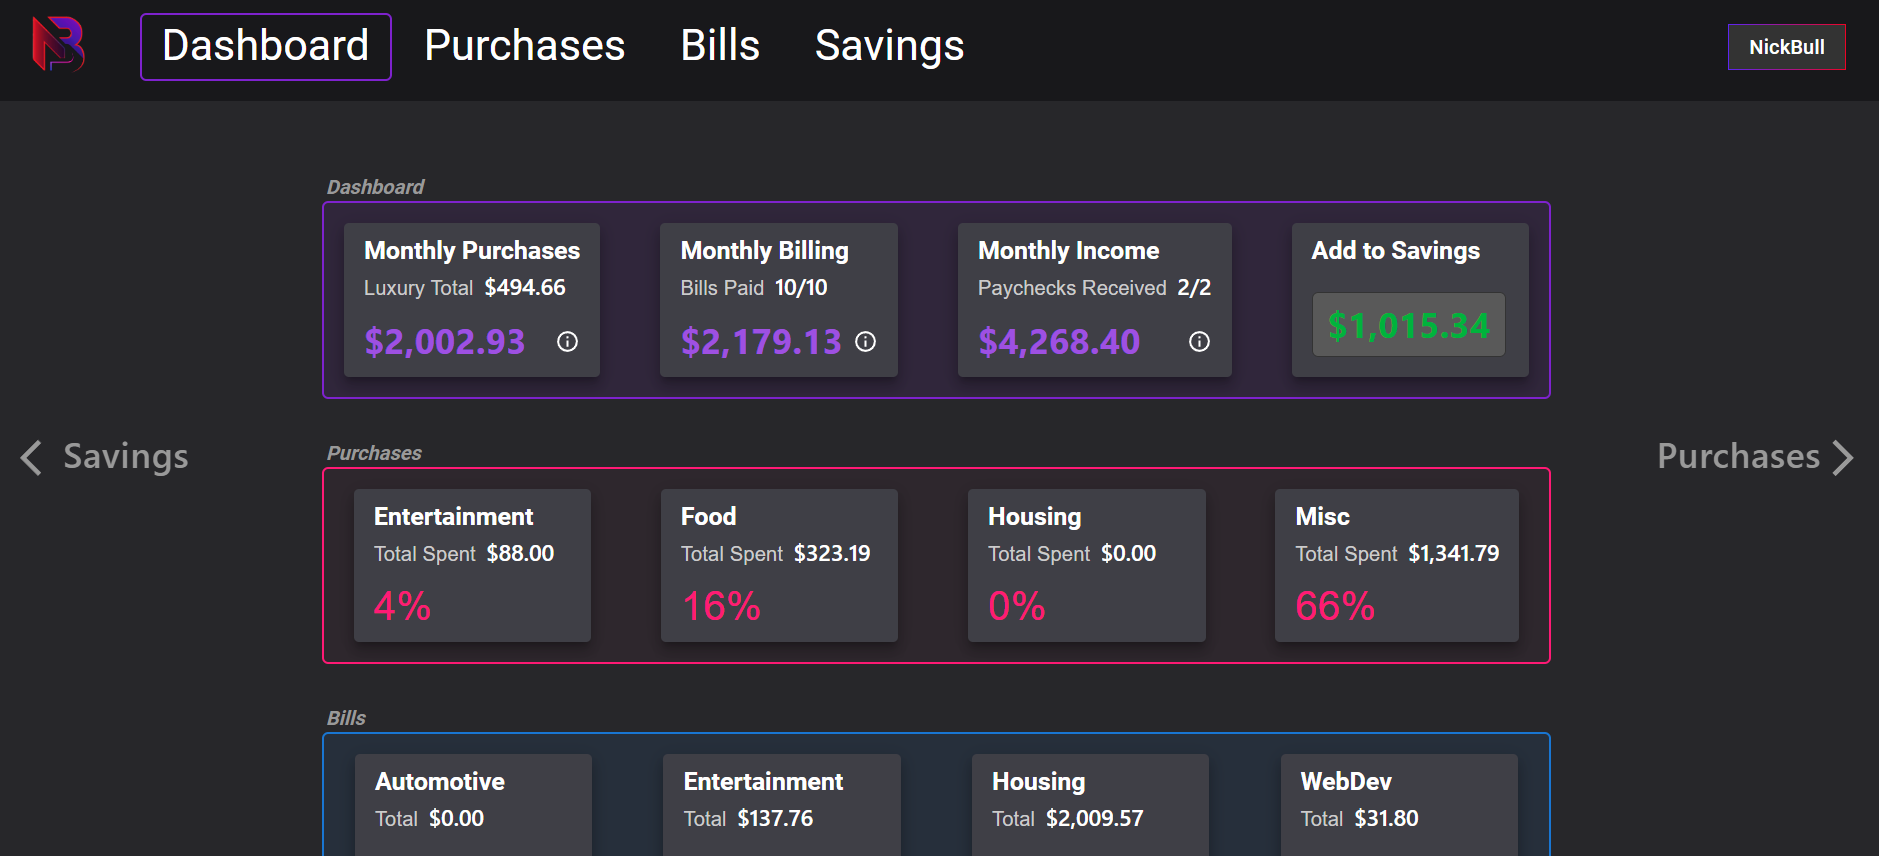 Dashboard Purchases Bills Savings
NickBull
Dashboard
Monthly Purchases
Luxury Total $494.66
$2,002.93
Monthly Billing
Bills Paid 10/10
$2,179.13
Monthly Income
Paychecks Received 2/2
$4,268.40
Add to Savings
$1,015.34
Savings
Purchases
Purchases
Entertainment
Total Spent $88.00
4%
Food
Total Spent $323.19
16%
Housing
Total Spent $0.00
0%
Misc
Total Spent $1,341.79
66%
Bills
Automotive
Total $0.00
Entertainment
Total $137.76
Housing
Total $2,009.57
WebDev
Total $31.80